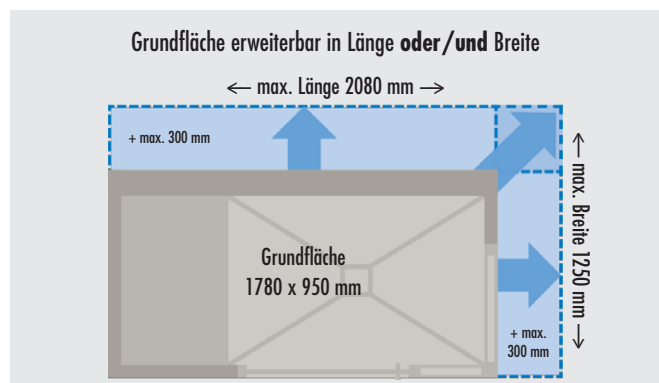 Grundfläche erweiterbar in Länge oder/und Breite
← max. Länge 2080 mm →
+ max. 300 mm
← max. Breite 1250 mm →
Grundfläche
1780 x 950 mm
+ max.
300 mm